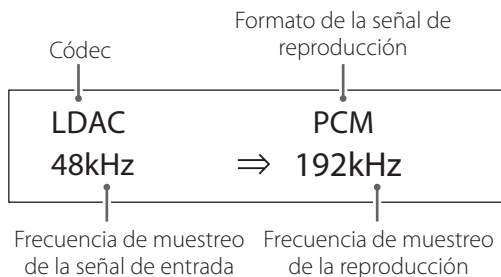 Códec
Formato de la señal de
reproducción
LDAC
PCM
48kHz ⇒ 192kHz
Frecuencia de muestreo
de la señal de entrada
Frecuencia de muestreo
de la reproducción